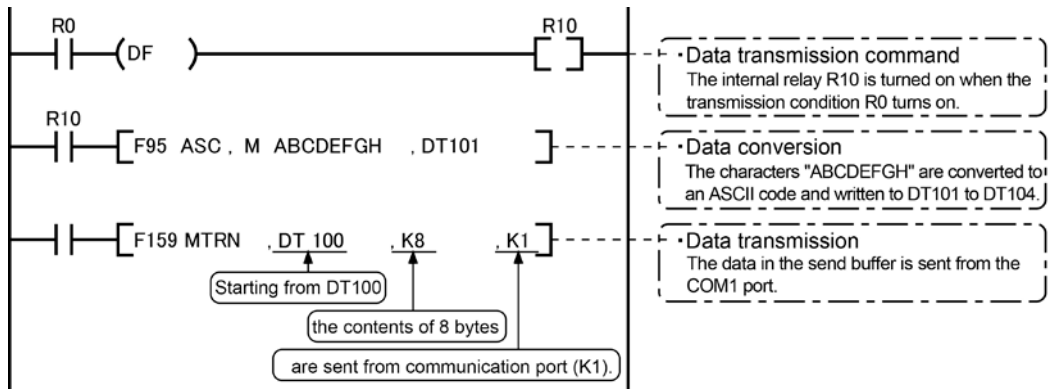 R0
R10
(DF )
·Data transmission command
The internal relay R10 is turned on when the
transmission condition R0 turns on.
R10
F95 ASC , M ABCDEFGH , DT101
·Data conversion
The characters "ABCDEFGH" are converted to
an ASCII code and written to DT101 to DT104.
F159 MTRN , DT 100 , K8 , K1
·Data transmission
The data in the send buffer is sent from the
COM1 port.
Starting from DT100
the contents of 8 bytes
are sent from communication port (K1).